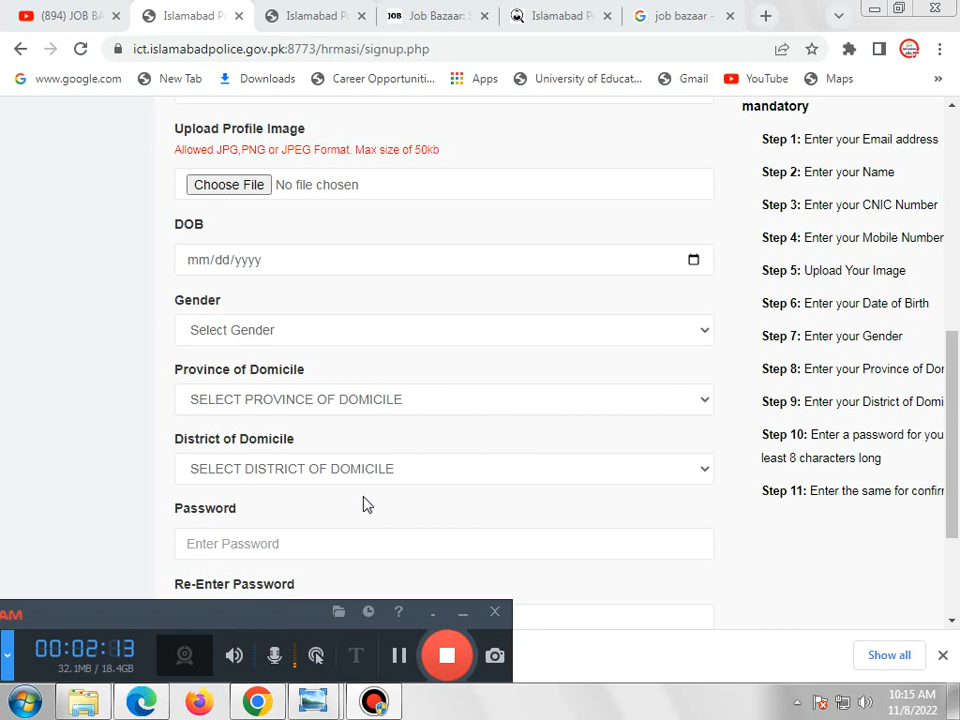 (894) JOB BA
Islamabad P
Islamabad P
JOB Job Bazaar:
Islamabad P
job bazaar -
ict.islamabadpolice.gov.pk:8773/hrmasi/signup.php
www.google.com
New Tab
Downloads
Career Opportuniti...
Apps
University of Educat...
Gmail
YouTube
Maps
»
Upload Profile Image
Allowed JPG,PNG or JPEG Format. Max size of 50kb
Choose File No file chosen
DOB
mm/dd/yyyy
Gender
Select Gender
Province of Domicile
SELECT PROVINCE OF DOMICILE
District of Domicile
SELECT DISTRICT OF DOMICILE
Password
Enter Password
Re-Enter Password
mandatory
Step 1: Enter your Email address
Step 2: Enter your Name
Step 3: Enter your CNIC Number
Step 4: Enter your Mobile Number
Step 5: Upload Your Image
Step 6: Enter your Date of Birth
Step 7: Enter your Gender
Step 8: Enter your Province of Dor
Step 9: Enter your District of Domi
Step 10: Enter a password for you
least 8 characters long
Step 11: Enter the same for confir
AM
?
00:02:13
32.1MB / 18.4GB
T
Show all
10:15 AM
11/8/2022